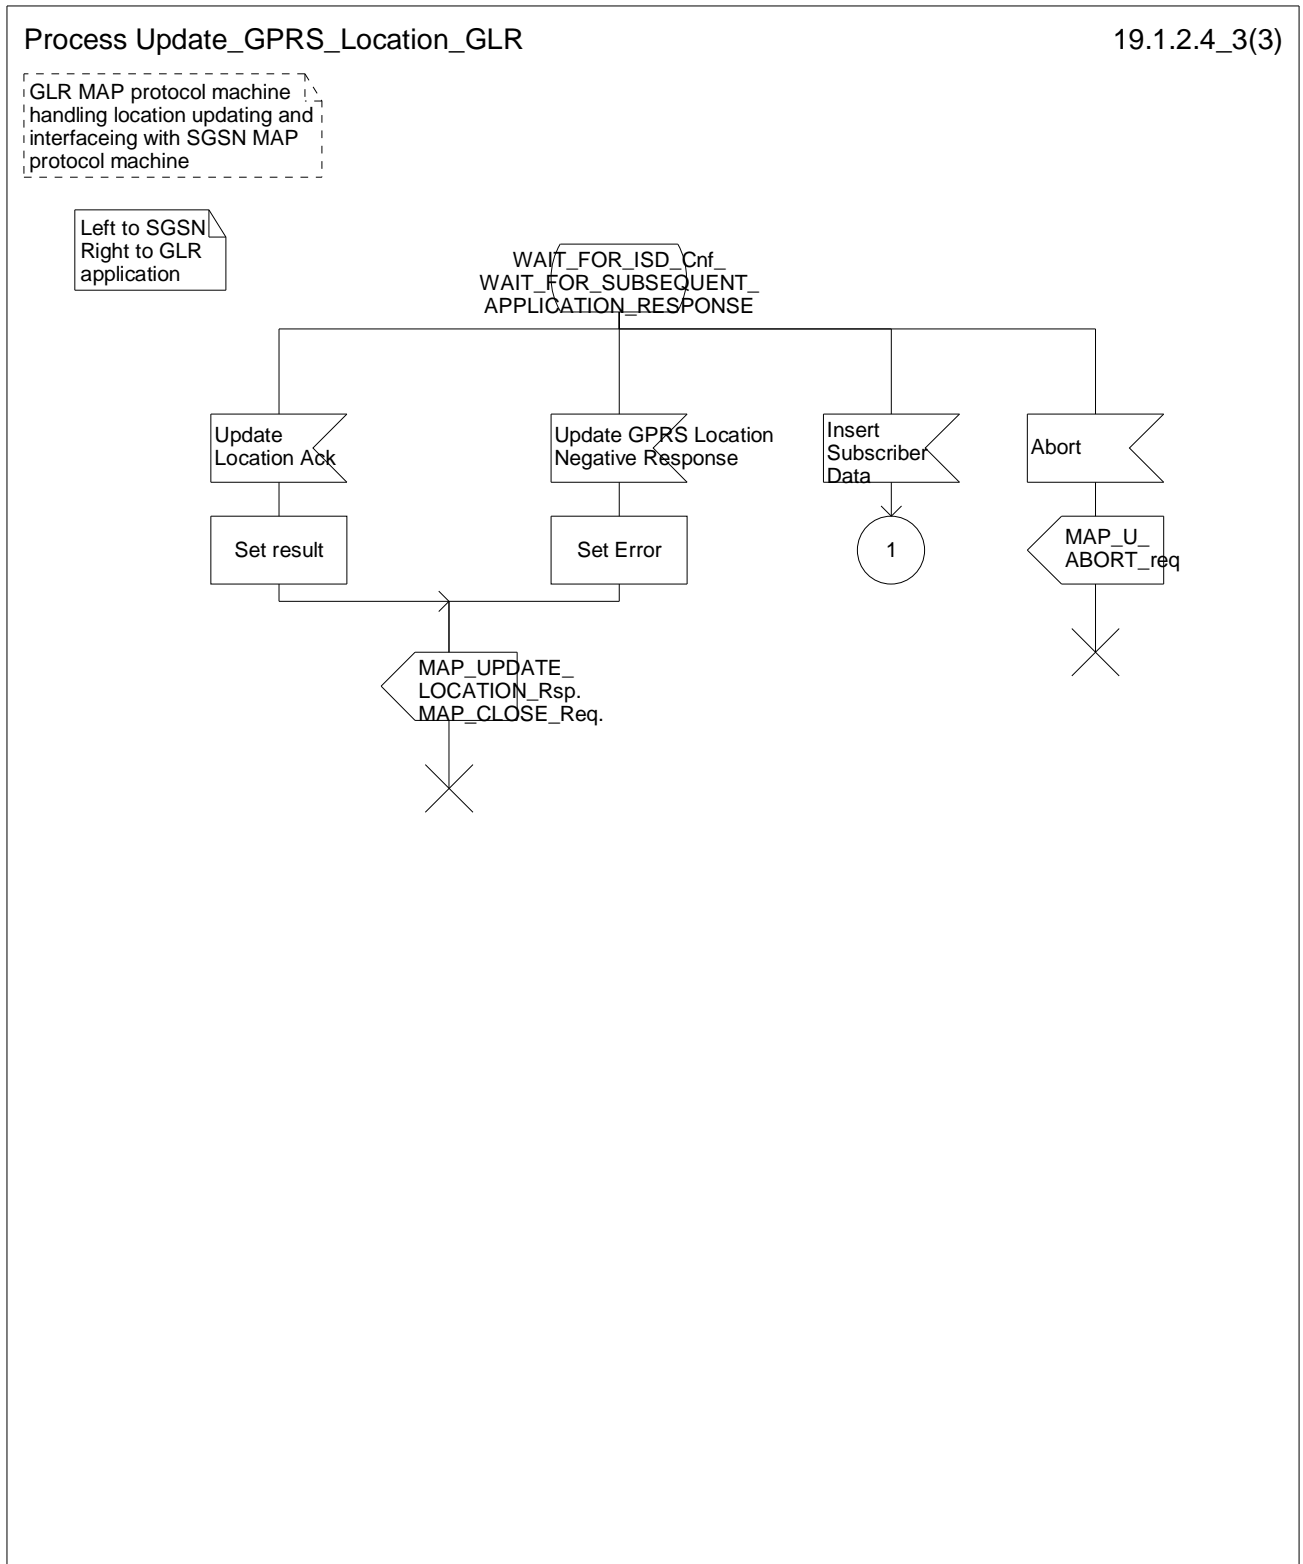 Process Update_GPRS_Location_GLR
19.1.2.4_3(3)
GLR MAP protocol machine
handling location updating and
interfaceing with SGSN MAP
protocol machine
Left to SGSN
Right to GLR
application
WAIT_FOR_ISD_Cnf_
WAIT_FOR_SUBSEQUENT_
APPLICATION_RESPONSE
Update
Location Ack
Update GPRS Location
Negative Response
Insert
Subscriber
Data
Abort
Set result
Set Error
1
MAP_U_
ABORT_req
MAP_UPDATE_
LOCATION_Rsp.
MAP_CLOSE_Req.